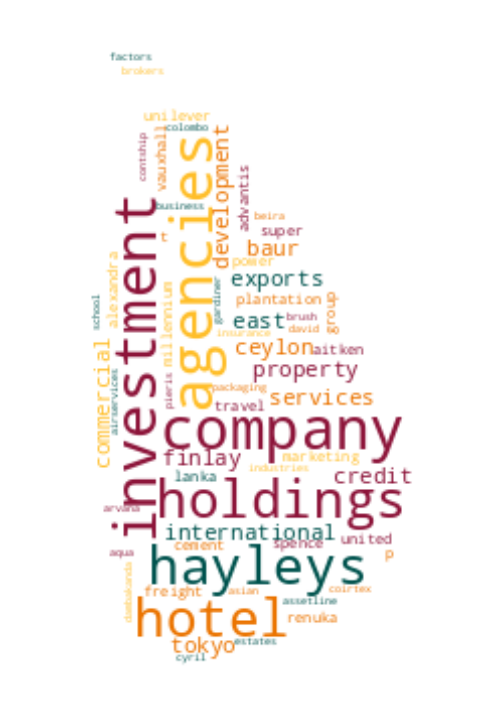 factors
brokers
unilever
colombo
contship
vauxhall
agencies
development
advantis
business
investment
beira
super
t
baur
power
alexandra
exports
gardiner
millennium
school
plantation
group
east
brush
david
insurance
ceylon
aitken
commercial
property
airservices
pieris
packaging
services
travel
company
finlay
marketing
industries
lanka
credit
holdings
arvana
international
united
cement
spence
aqua
p
hayleys
dambakanda
freight
asian
coirtex
assetline
hotel
renuka
tokyo
estates
cyril